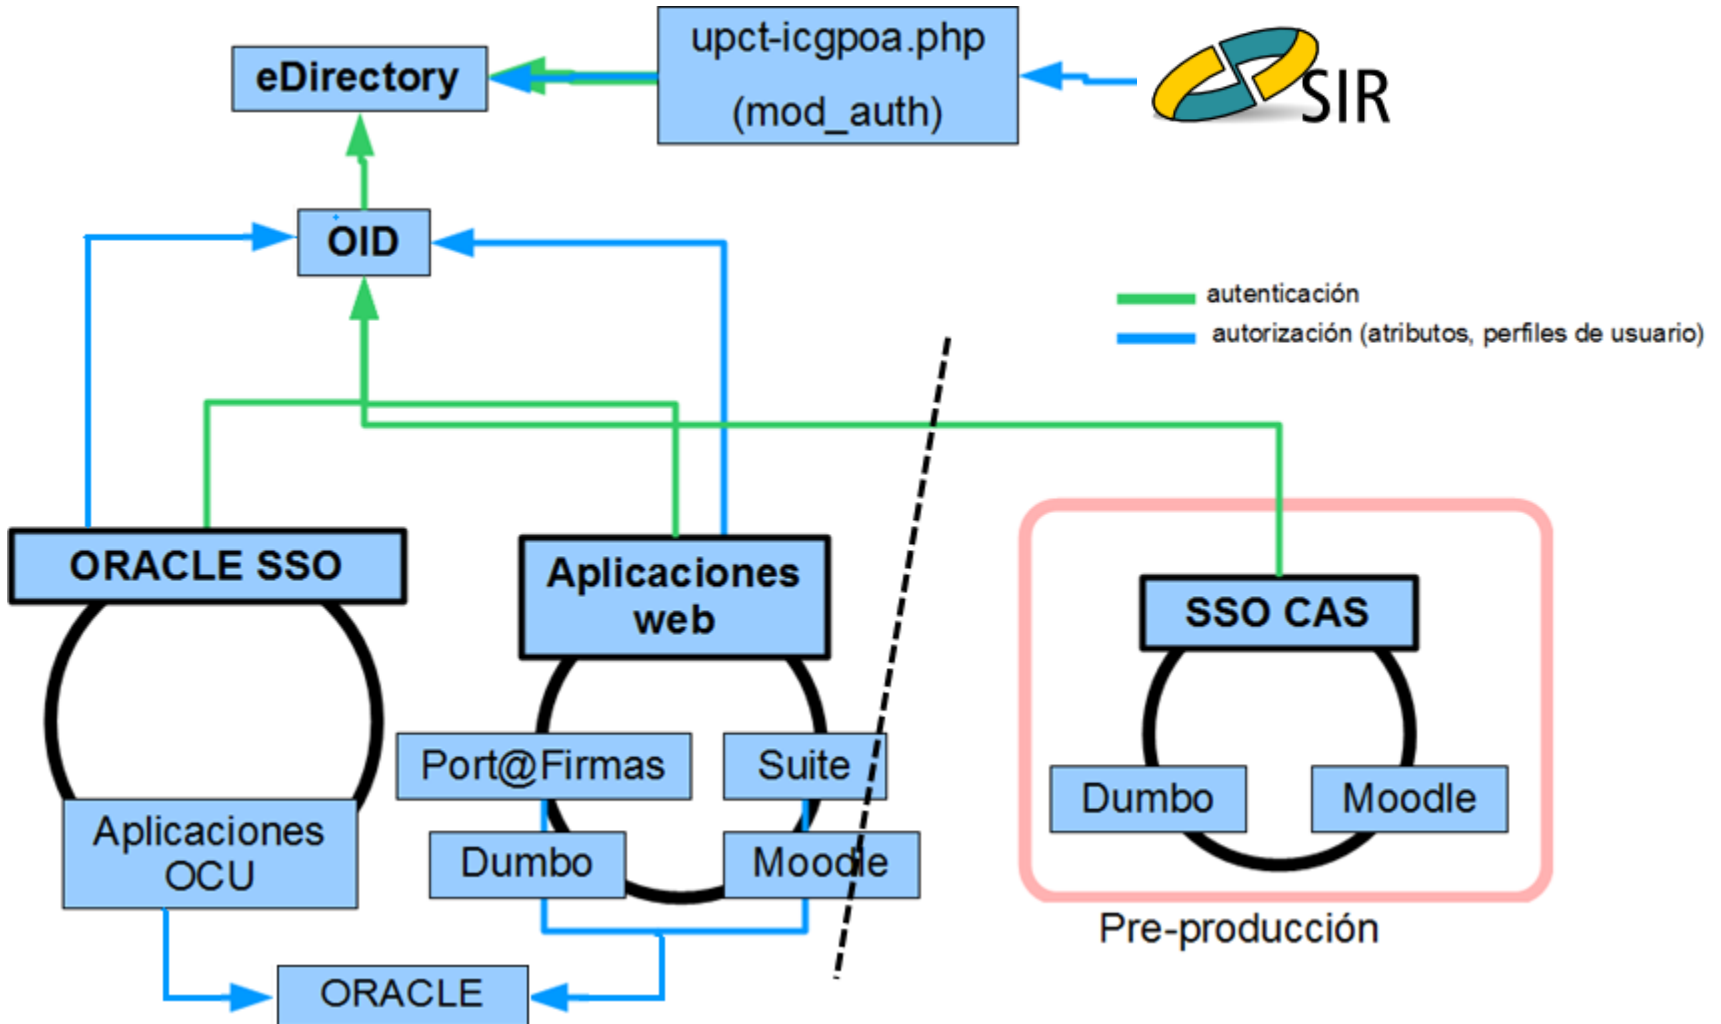 upct-icgpoa.php
(mod_auth)
eDirectory
SIR
OID
autenticación
autorización (atributos, perfiles de usuario)
ORACLE SSO
Aplicaciones
web
SSO CAS
Port@Firmas
Suite
Dumbo
Moodle
Aplicaciones
OCU
Dumbo
Moodle
Pre-producción
ORACLE